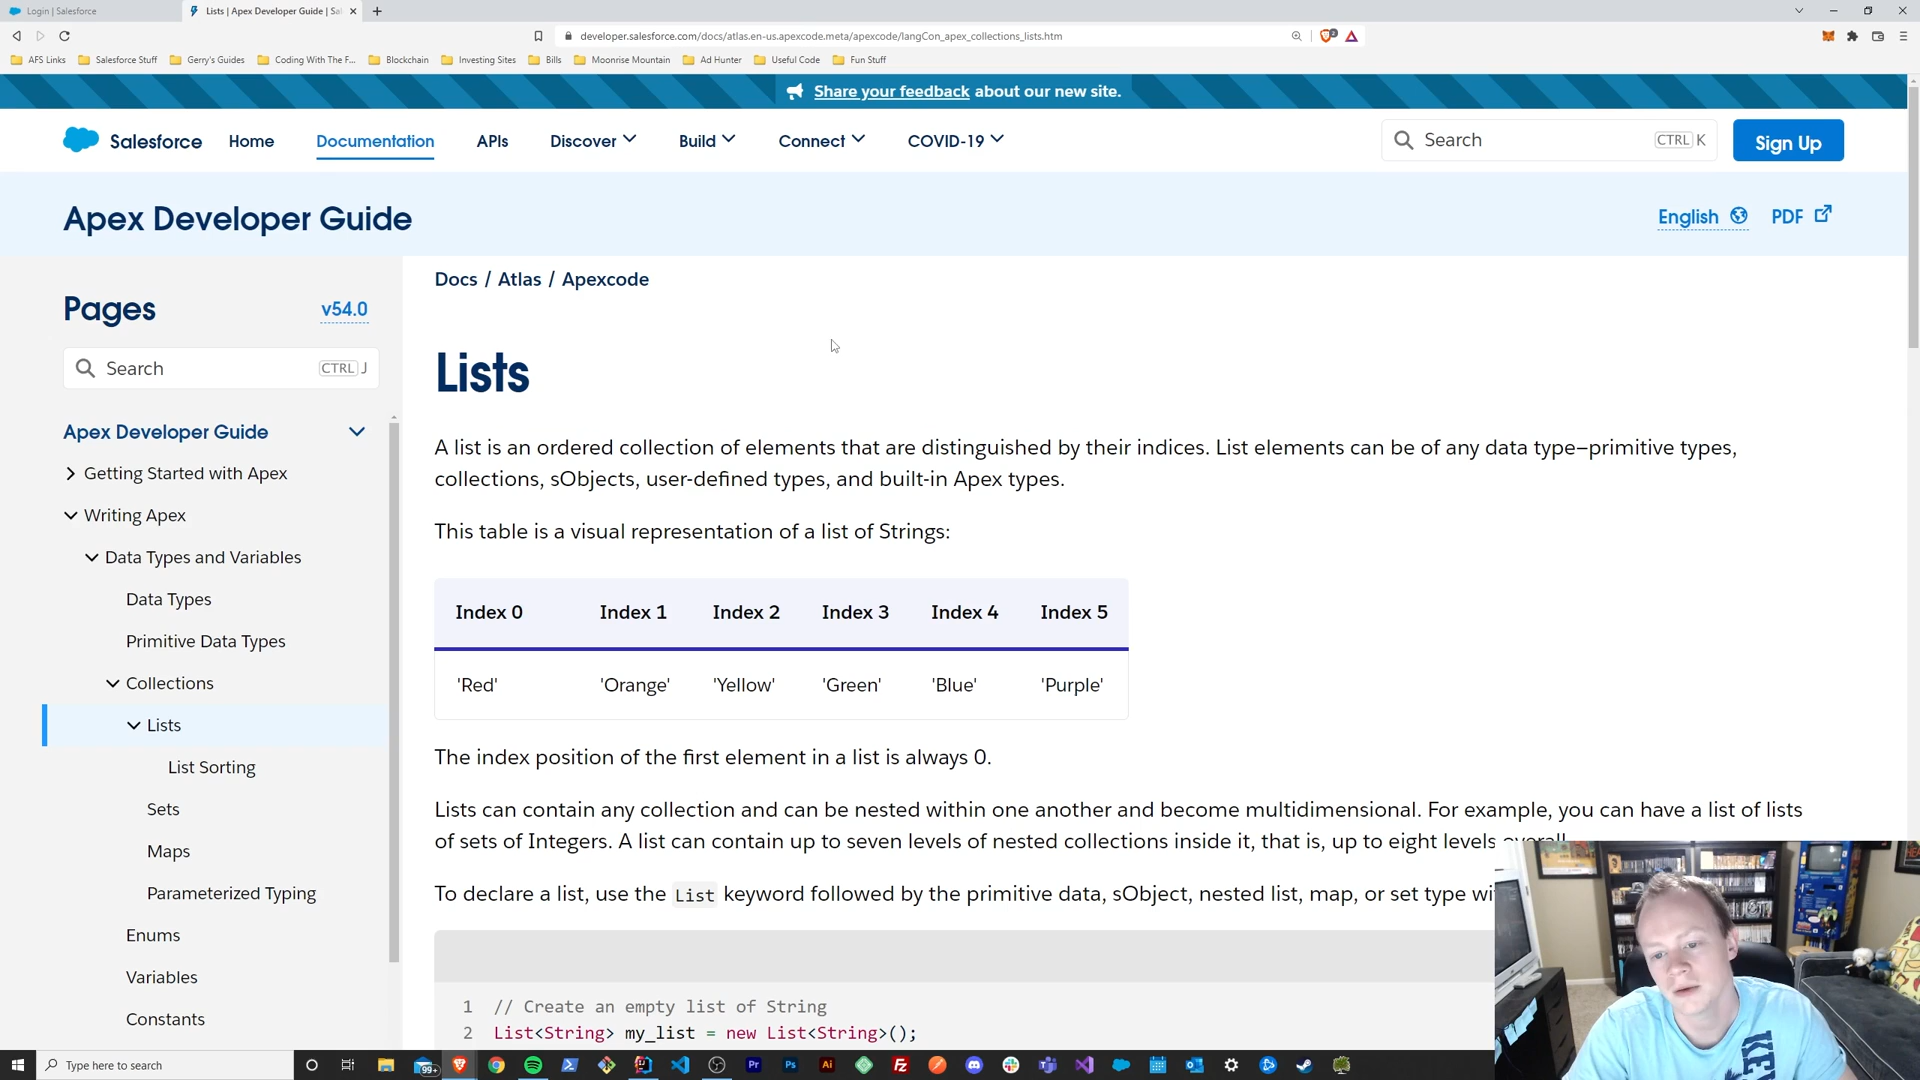 Login | Salesforce
Lists | Apex Developer Guide | Sa
developer.salesforce.com/docs/atlas.en-us.apexcode.meta/apexcode/langCon_apex_collections_lists.htm
AFS Links
Salesforce Stuff
Gerry's Guides
Coding With The F...
Blockchain
Investing Sites
Bills
Moonrise Mountain
Ad Hunter
Useful Code
Fun Stuff
Share your feedback about our new site.
Salesforce
Home
Documentation
APIs
Discover
Build
Connect
COVID-19
Search
CTRL K
Sign Up
Apex Developer Guide
English
PDF
Pages
v54.0
Search
CTRL J
Apex Developer Guide
Getting Started with Apex
Writing Apex
Data Types and Variables
Data Types
Primitive Data Types
Collections
Lists
List Sorting
Sets
Maps
Parameterized Typing
Enums
Variables
Constants
Docs / Atlas / Apexcode
Lists
A list is an ordered collection of elements that are distinguished by their indices. List elements can be of any data type—primitive types,
collections, sObjects, user-defined types, and built-in Apex types.
This table is a visual representation of a list of Strings:
Index 0 Index 1 Index 2 Index 3 Index 4 Index 5
'Red' 'Orange' 'Yellow' 'Green' 'Blue' 'Purple'
The index position of the first element in a list is always 0.
Lists can contain any collection and can be nested within one another and become multidimensional. For example, you can have a list of lists
of sets of Integers. A list can contain up to seven levels of nested collections inside it, that is, up to eight levels overall.
To declare a list, use the List keyword followed by the primitive data, sObject, nested list, map, or set type wi
1 // Create an empty list of String
2 List<String> my_list = new List<String>();
Type here to search
99+